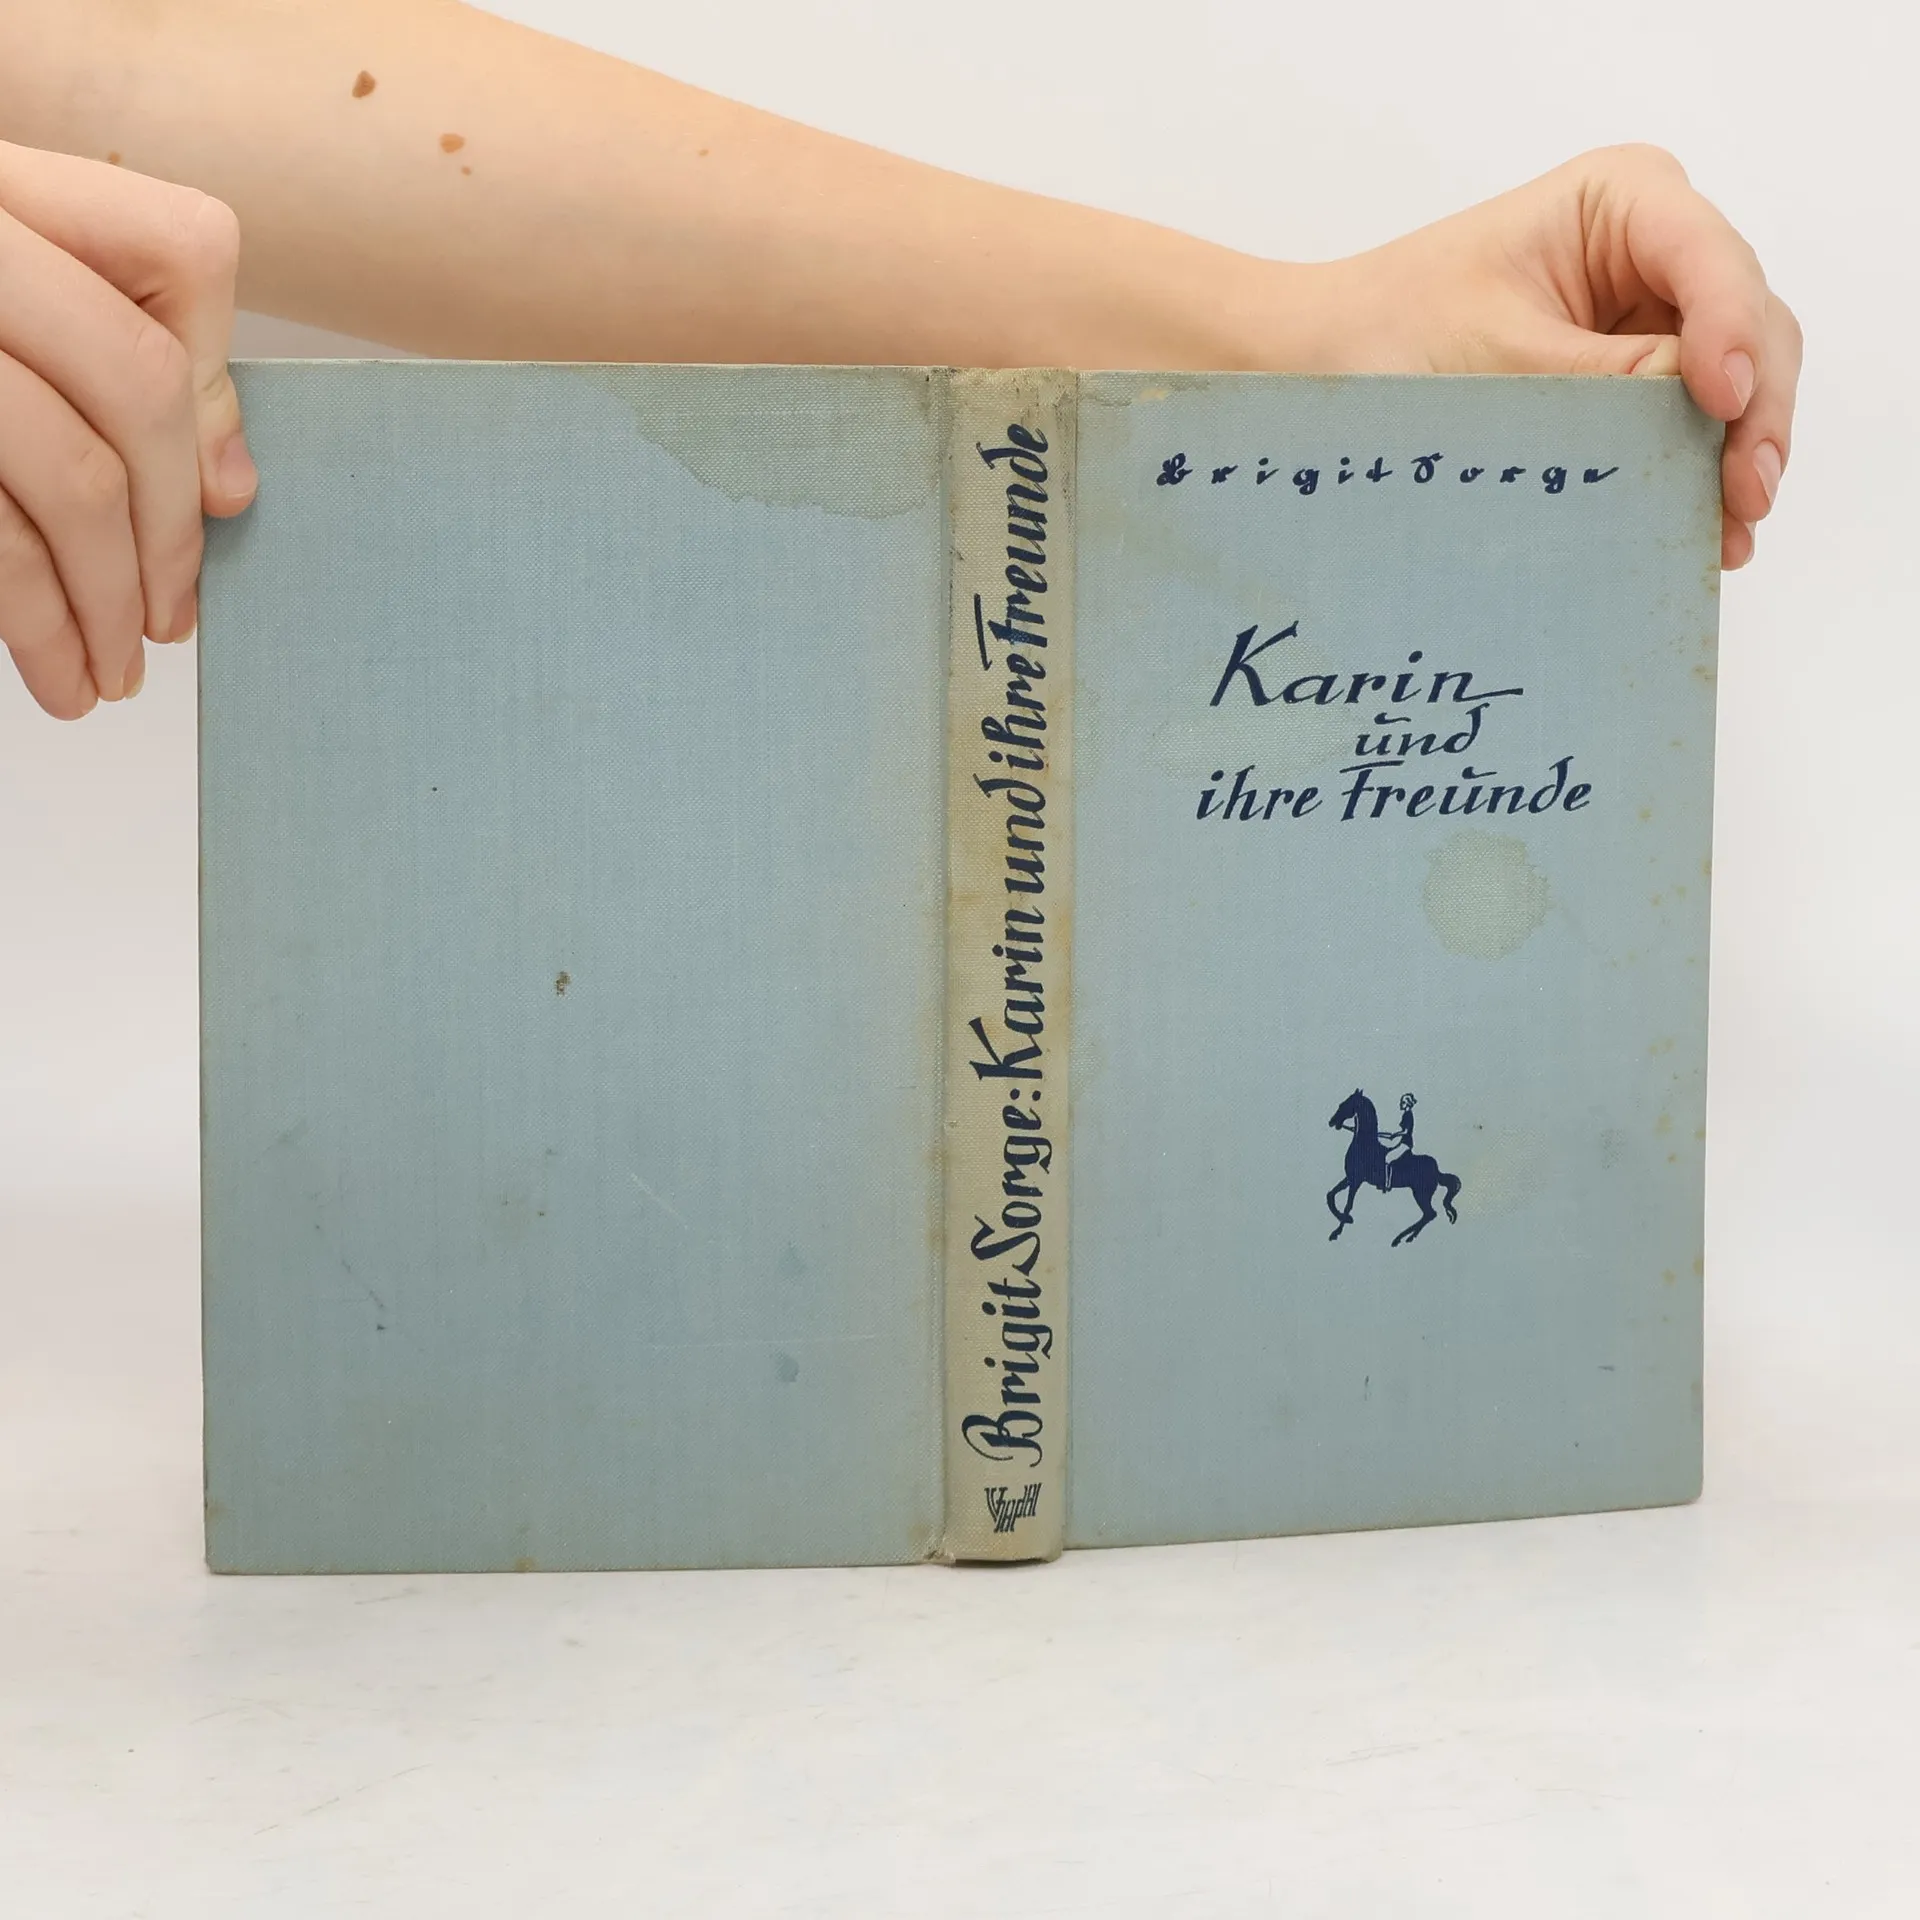 Brigit Sorge: Karin und ihre Freunde
Brigit Sorge
Karin
und
ihre Freunde